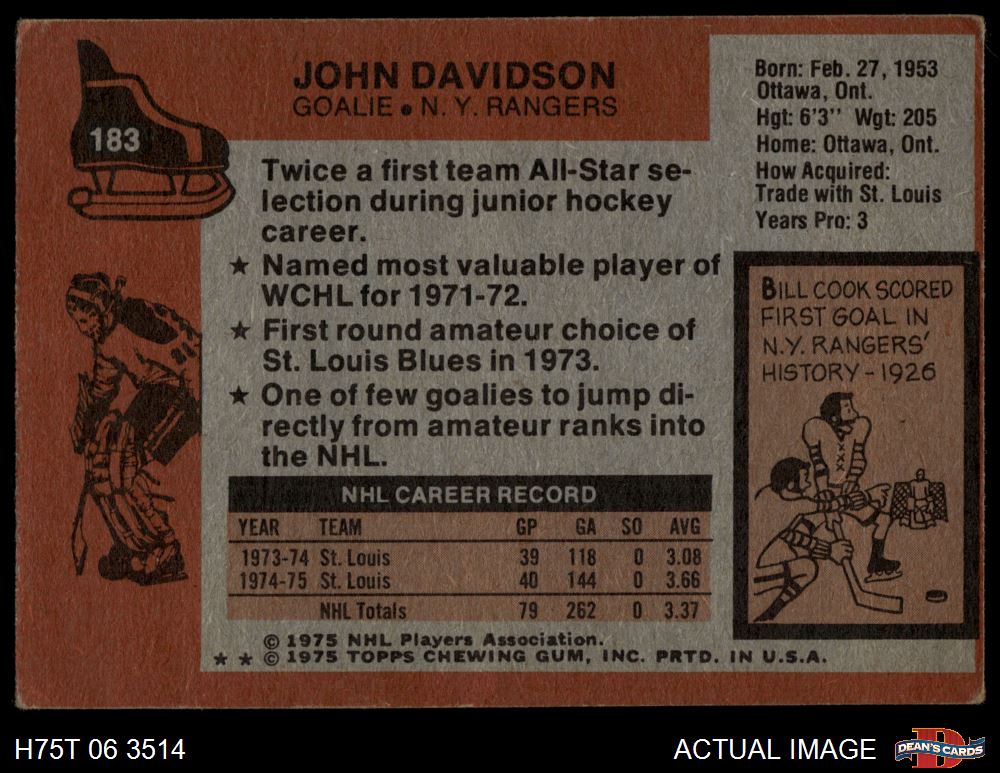 183
JOHN DAVIDSON
GOALIE • N.Y. RANGERS
Born: Feb. 27, 1953
Ottawa, Ont.
Hgt: 6'3" Wgt: 205
Home: Ottawa, Ont.
How Acquired:
Trade with St. Louis
Years Pro: 3
Twice a first team All-Star se-
lection during junior hockey
career.
★ Named most valuable player of
WCHL for 1971-72.
★ First round amateur choice of
St. Louis Blues in 1973.
★ One of few goalies to jump di-
rectly from amateur ranks into
the NHL.
BILL COOK SCORED
FIRST GOAL IN
N.Y. RANGERS'
HISTORY - 1926
NHL CAREER RECORD
YEAR TEAM GP GA SO AVG
1973-74 St. Louis 39 118 0 3.08
1974-75 St. Louis 40 144 0 3.66
NHL Totals 79 262 0 3.37
© 1975 NHL Players Association.
★ ★ © 1975 TOPPS CHEWING GUM, INC. PRTD. IN U.S.A.
H75T 06 3514
ACTUAL IMAGE
D
DEAN'S CARDS